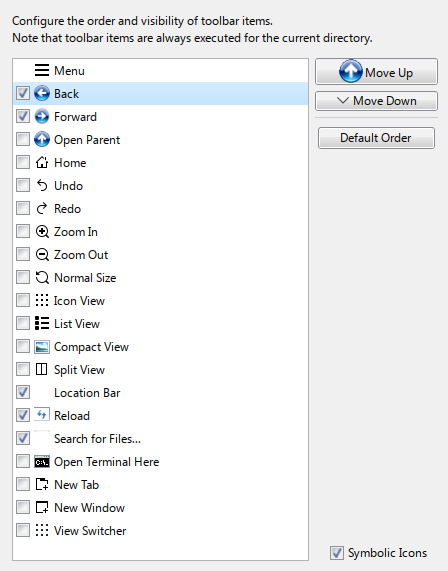 Configure the order and visibility of toolbar items.
Note that toolbar items are always executed for the current directory.
Menu
Back
Forward
Open Parent
Home
Undo
Redo
Zoom In
Zoom Out
Normal Size
Icon View
List View
Compact View
Split View
Location Bar
Reload
Search for Files...
C:\.
Open Terminal Here
New Tab
New Window
View Switcher
Move Up
Move Down
Default Order
Symbolic Icons